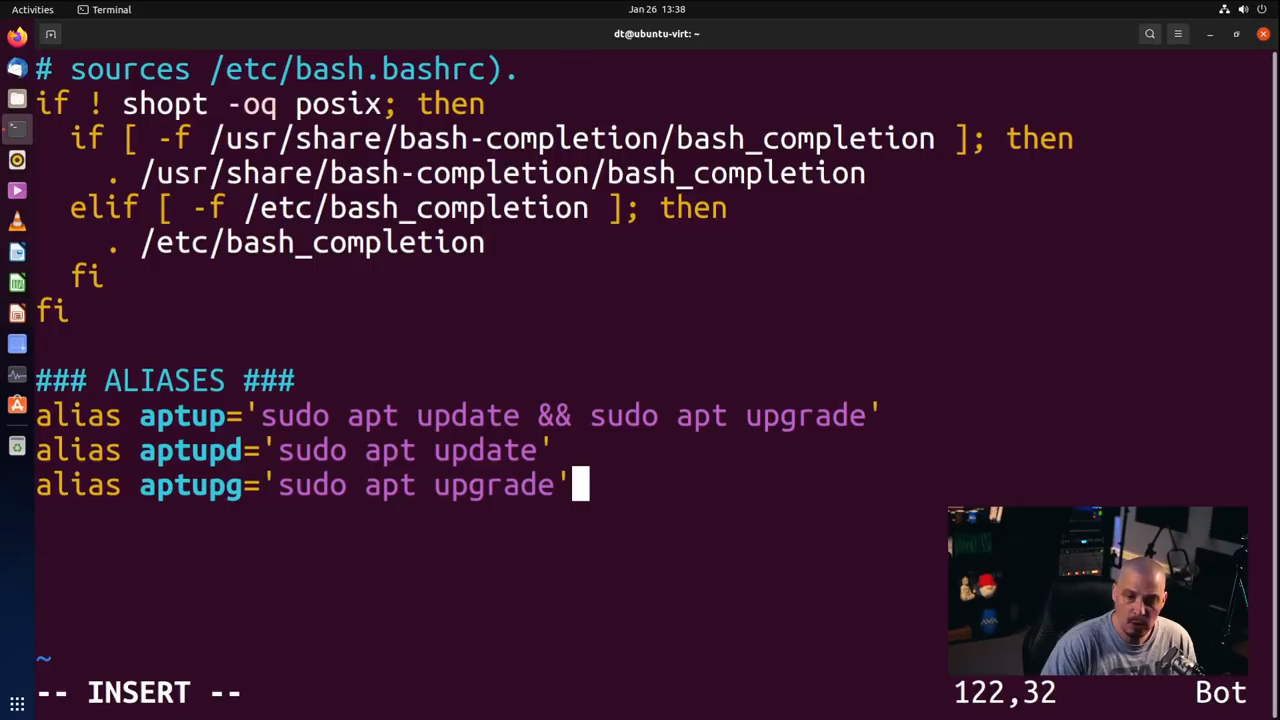 Activities
Terminal
Jan 26 13:38
dt@ubuntu-virt: ~
# sources /etc/bash.bashrc).
if ! shopt -oq posix; then
  if [ -f /usr/share/bash-completion/bash_completion ]; then
    . /usr/share/bash-completion/bash_completion
  elif [ -f /etc/bash_completion ]; then
    . /etc/bash_completion
  fi
fi
### ALIASES ###
alias aptup='sudo apt update && sudo apt upgrade'
alias aptupd='sudo apt update'
alias aptupg='sudo apt upgrade'
~
-- INSERT --
122,32
Bot